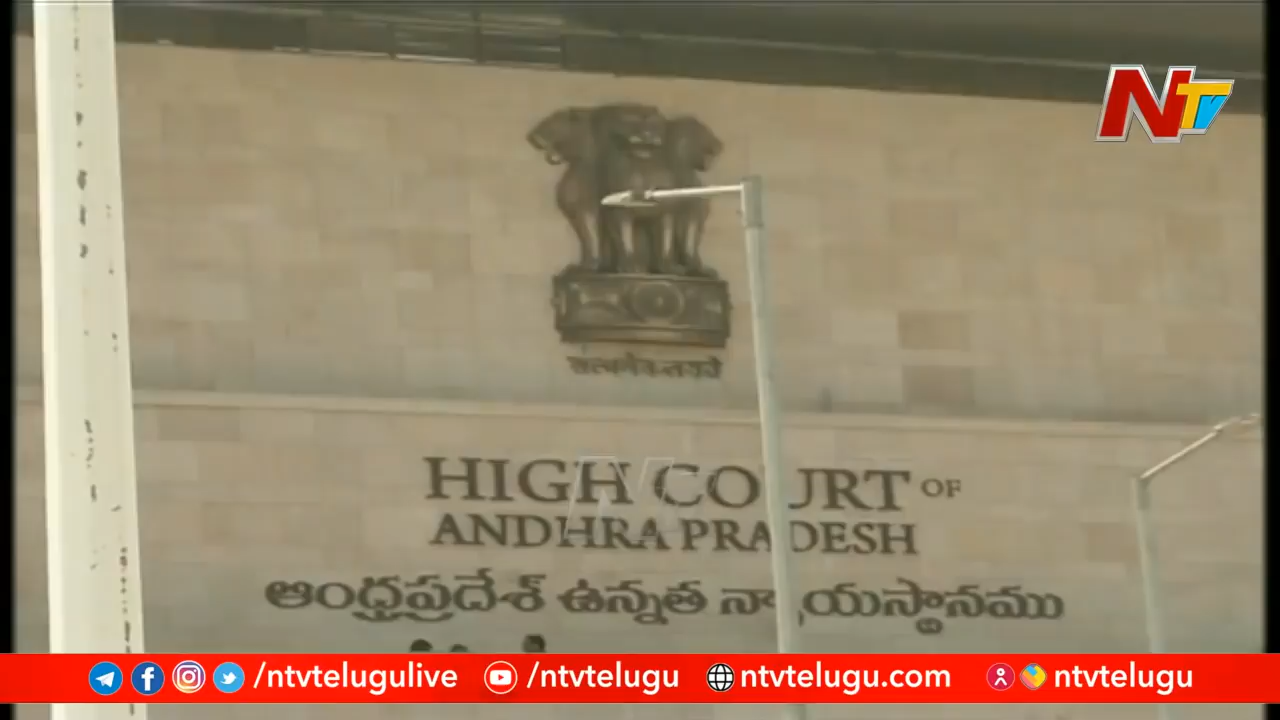 NTV
सत्यमेव जयते
HIGH COURT OF
ANDHRA PRADESH
ఆంధ్రప్రదేశ్ ఉన్నత న్యాయస్థానము
/ntvtelugulive /ntvtelugu ntvtelugu.com ntvtelugu